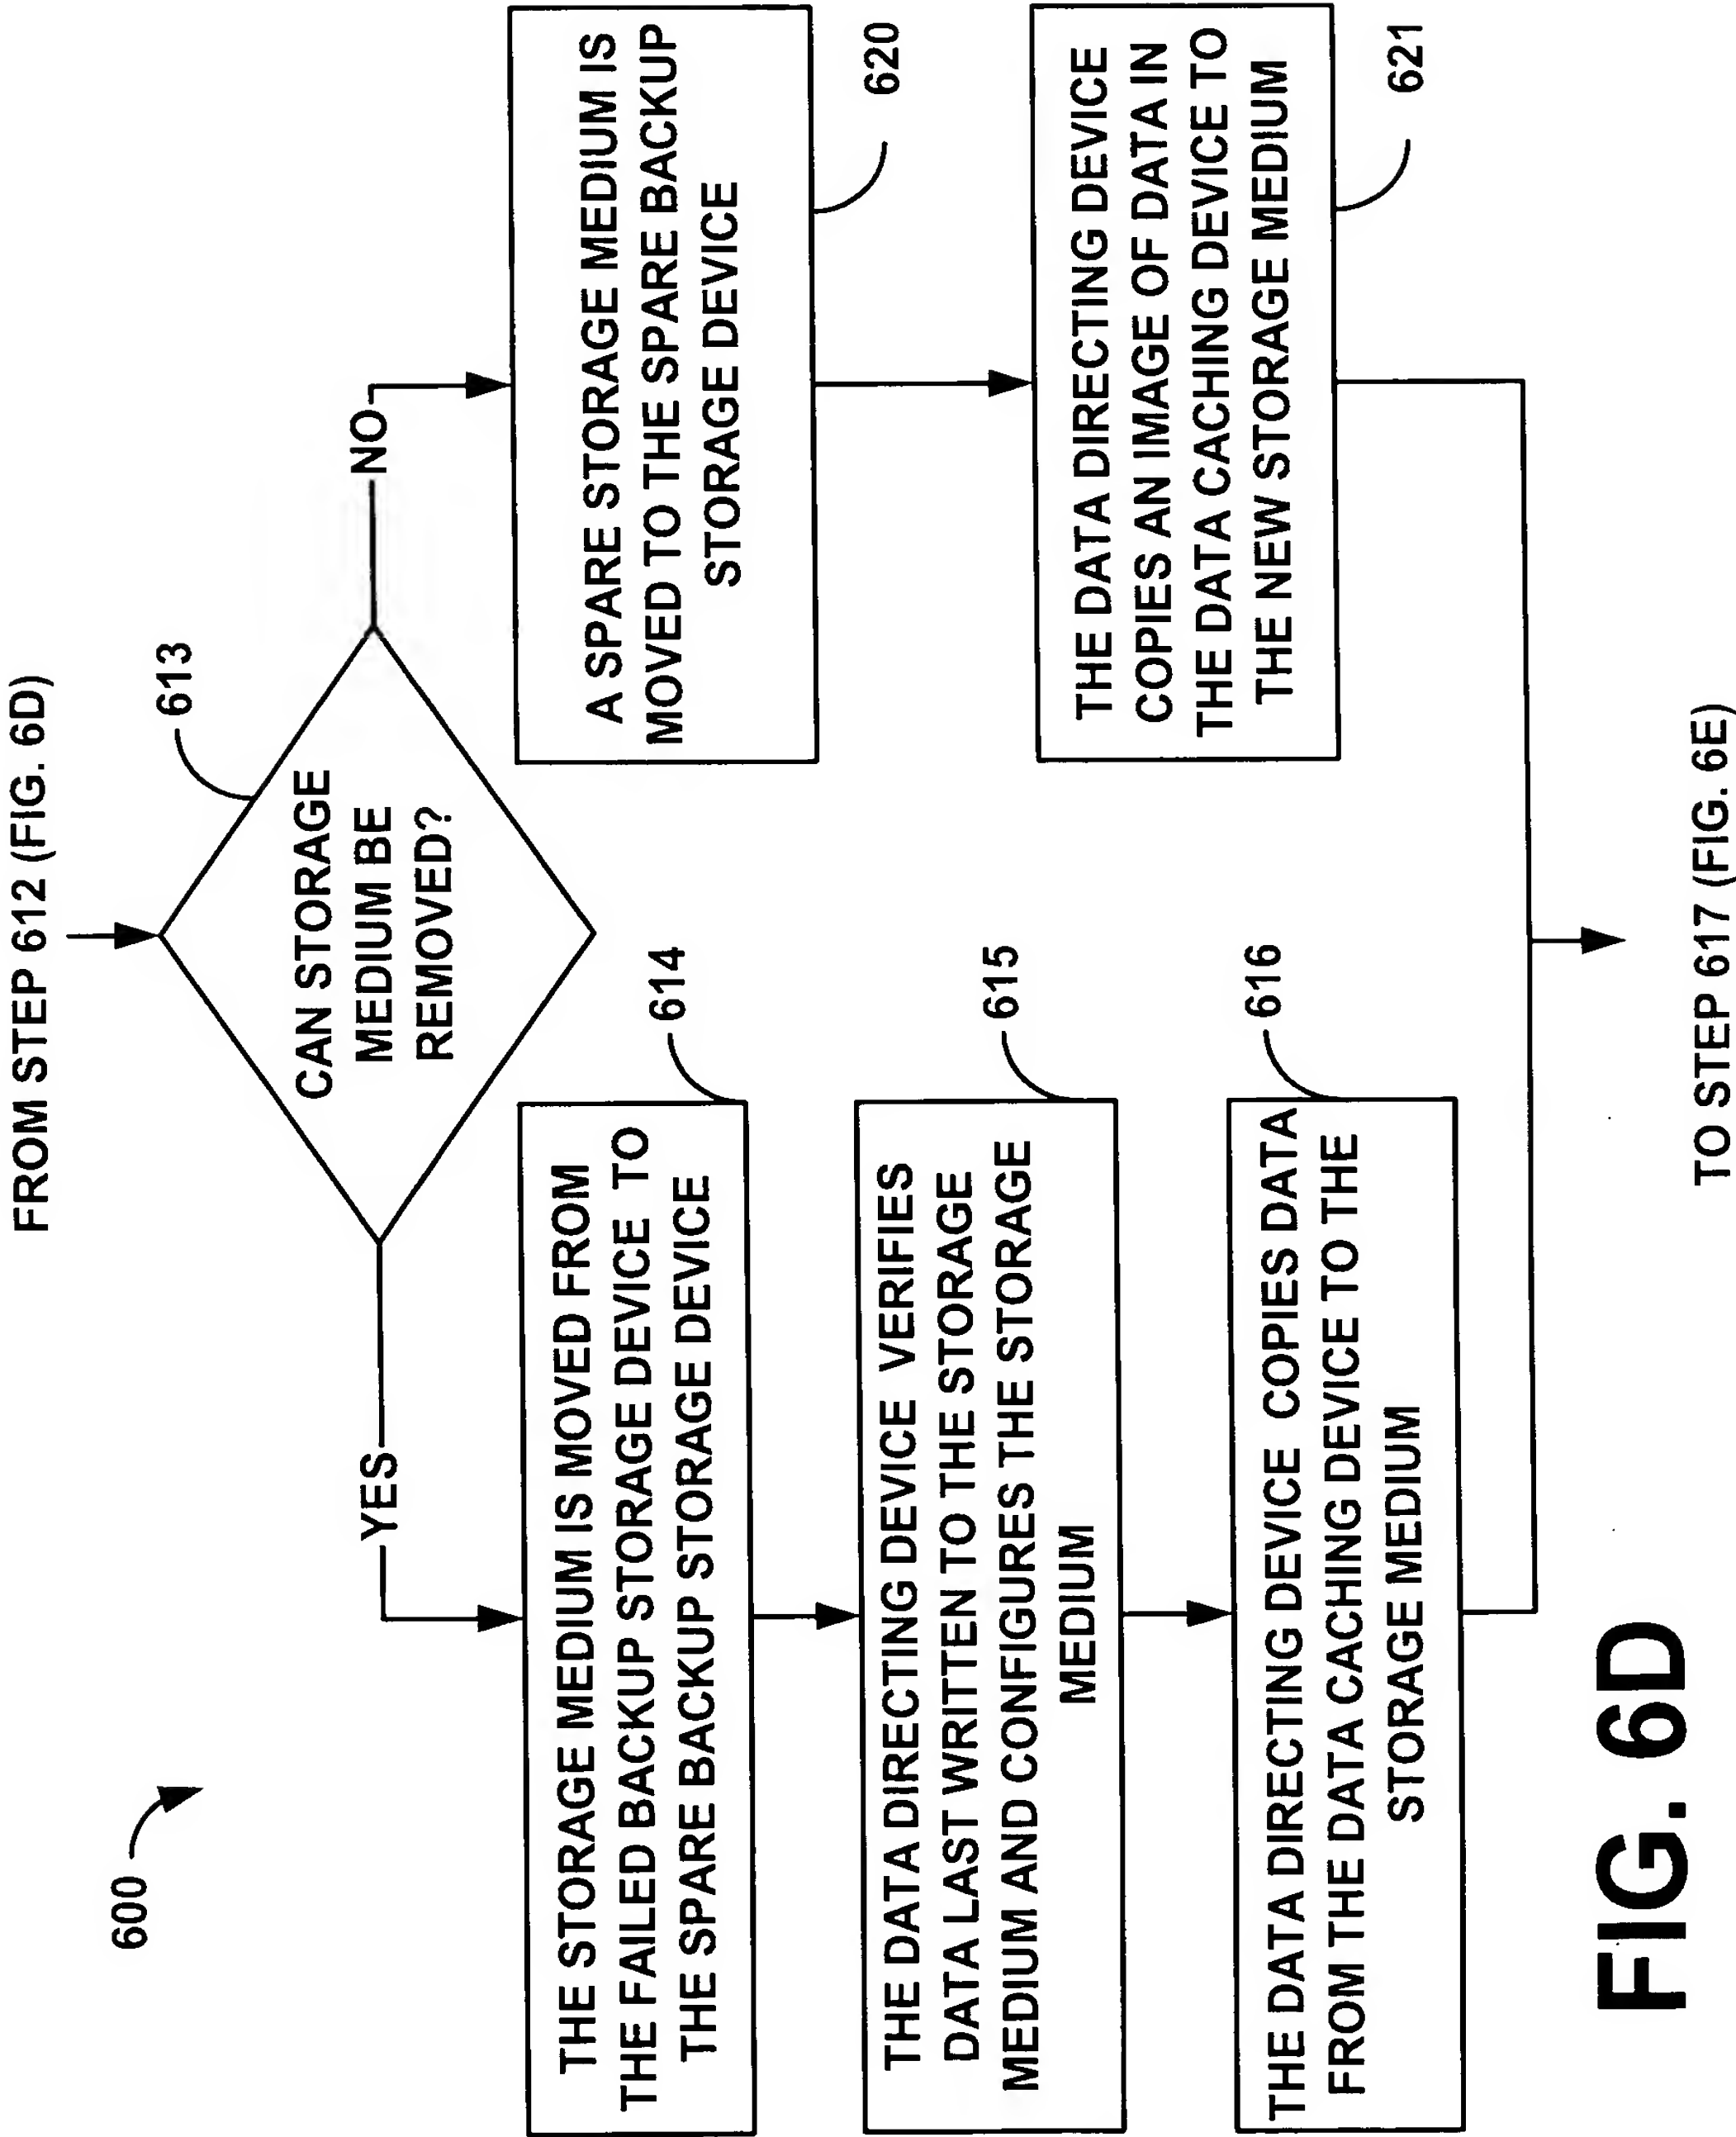 FROM STEP 612 (FIG. 6D)
600
613
CAN STORAGE
MEDIUM BE
REMOVED?
YES
NO
614
THE STORAGE MEDIUM IS MOVED FROM
THE FAILED BACKUP STORAGE DEVICE TO
THE SPARE BACKUP STORAGE DEVICE
615
THE DATA DIRECTING DEVICE VERIFIES
DATA LAST WRITTEN TO THE STORAGE
MEDIUM AND CONFIGURES THE STORAGE
MEDIUM
616
THE DATA DIRECTING DEVICE COPIES DATA
FROM THE DATA CACHING DEVICE TO THE
STORAGE MEDIUM
A SPARE STORAGE MEDIUM IS
MOVED TO THE SPARE BACKUP
STORAGE DEVICE
620
THE DATA DIRECTING DEVICE
COPIES AN IMAGE OF DATA IN
THE DATA CACHING DEVICE TO
THE NEW STORAGE MEDIUM
621
TO STEP 617 (FIG. 6E)
FIG. 6D